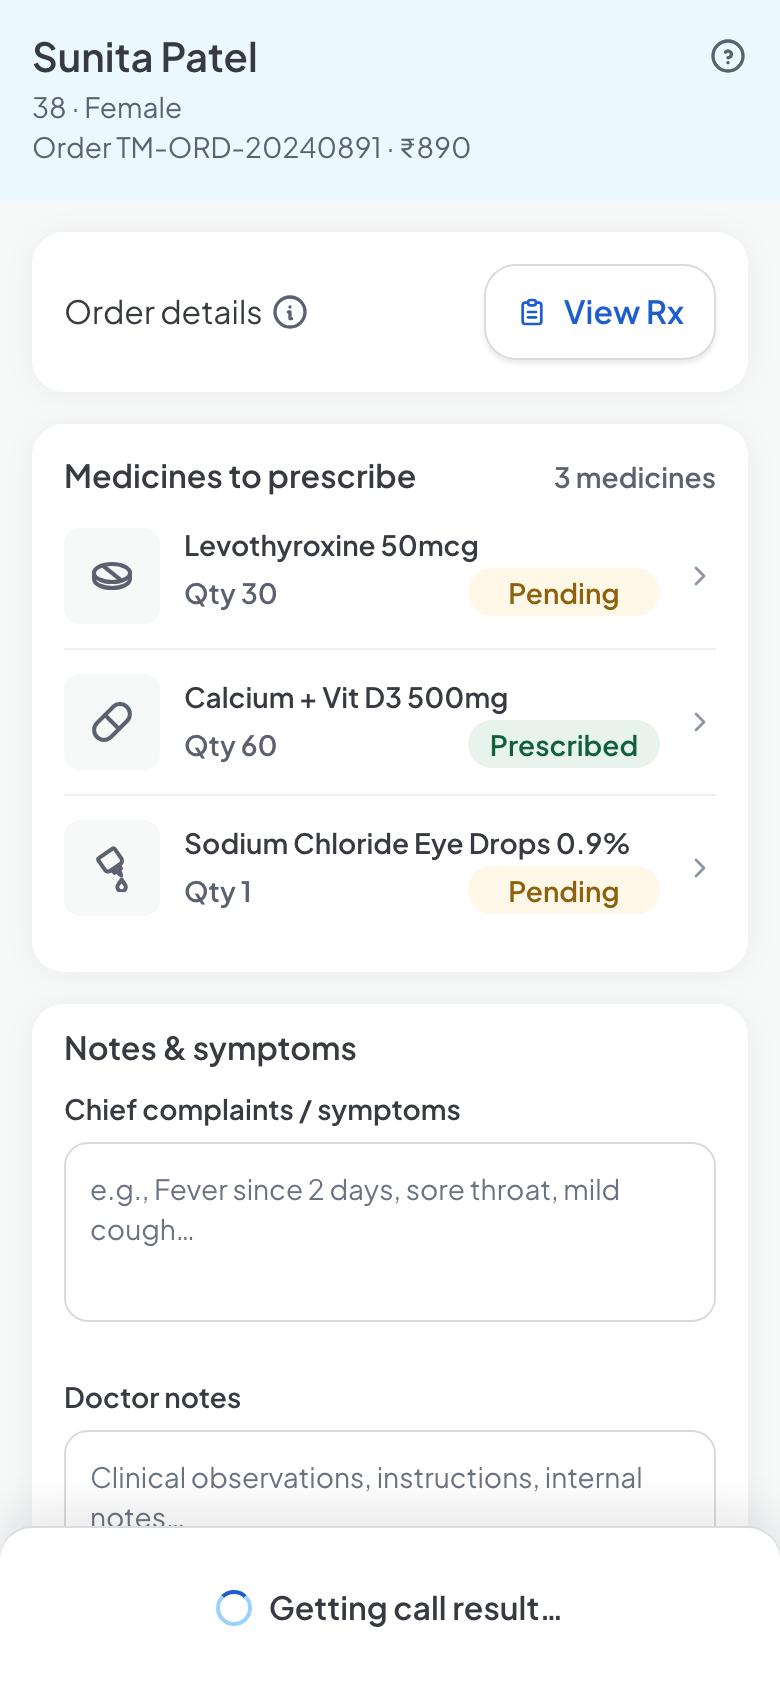 Sunita Patel
38 · Female
Order TM-ORD-20240891 · ₹890
Order details
View Rx
Medicines to prescribe
3 medicines
Levothyroxine 50mcg
Qty 30
Pending
Calcium + Vit D3 500mg
Qty 60
Prescribed
Sodium Chloride Eye Drops 0.9%
Qty 1
Pending
Notes & symptoms
Chief complaints / symptoms
e.g., Fever since 2 days, sore throat, mild
cough...
Doctor notes
Clinical observations, instructions, internal
notes...
Getting call result...